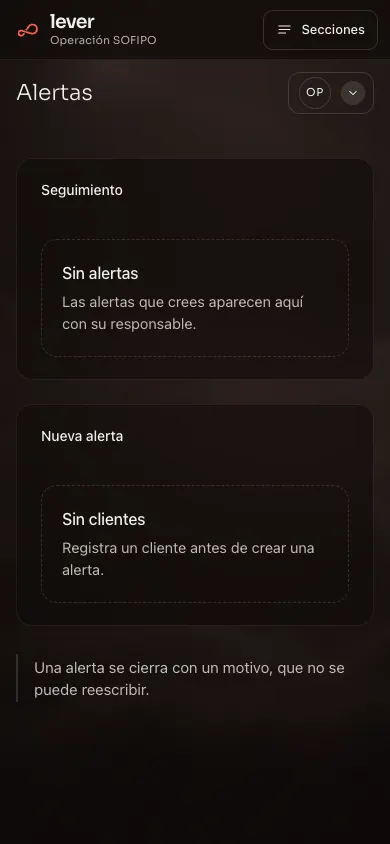 lever
Operación SOFIPO
Secciones
Alertas
OP
Seguimiento
Sin alertas
Las alertas que crees aparecen aquí
con su responsable.
Nueva alerta
Sin clientes
Registra un cliente antes de crear una
alerta.
Una alerta se cierra con un motivo, que no se
puede reescribir.